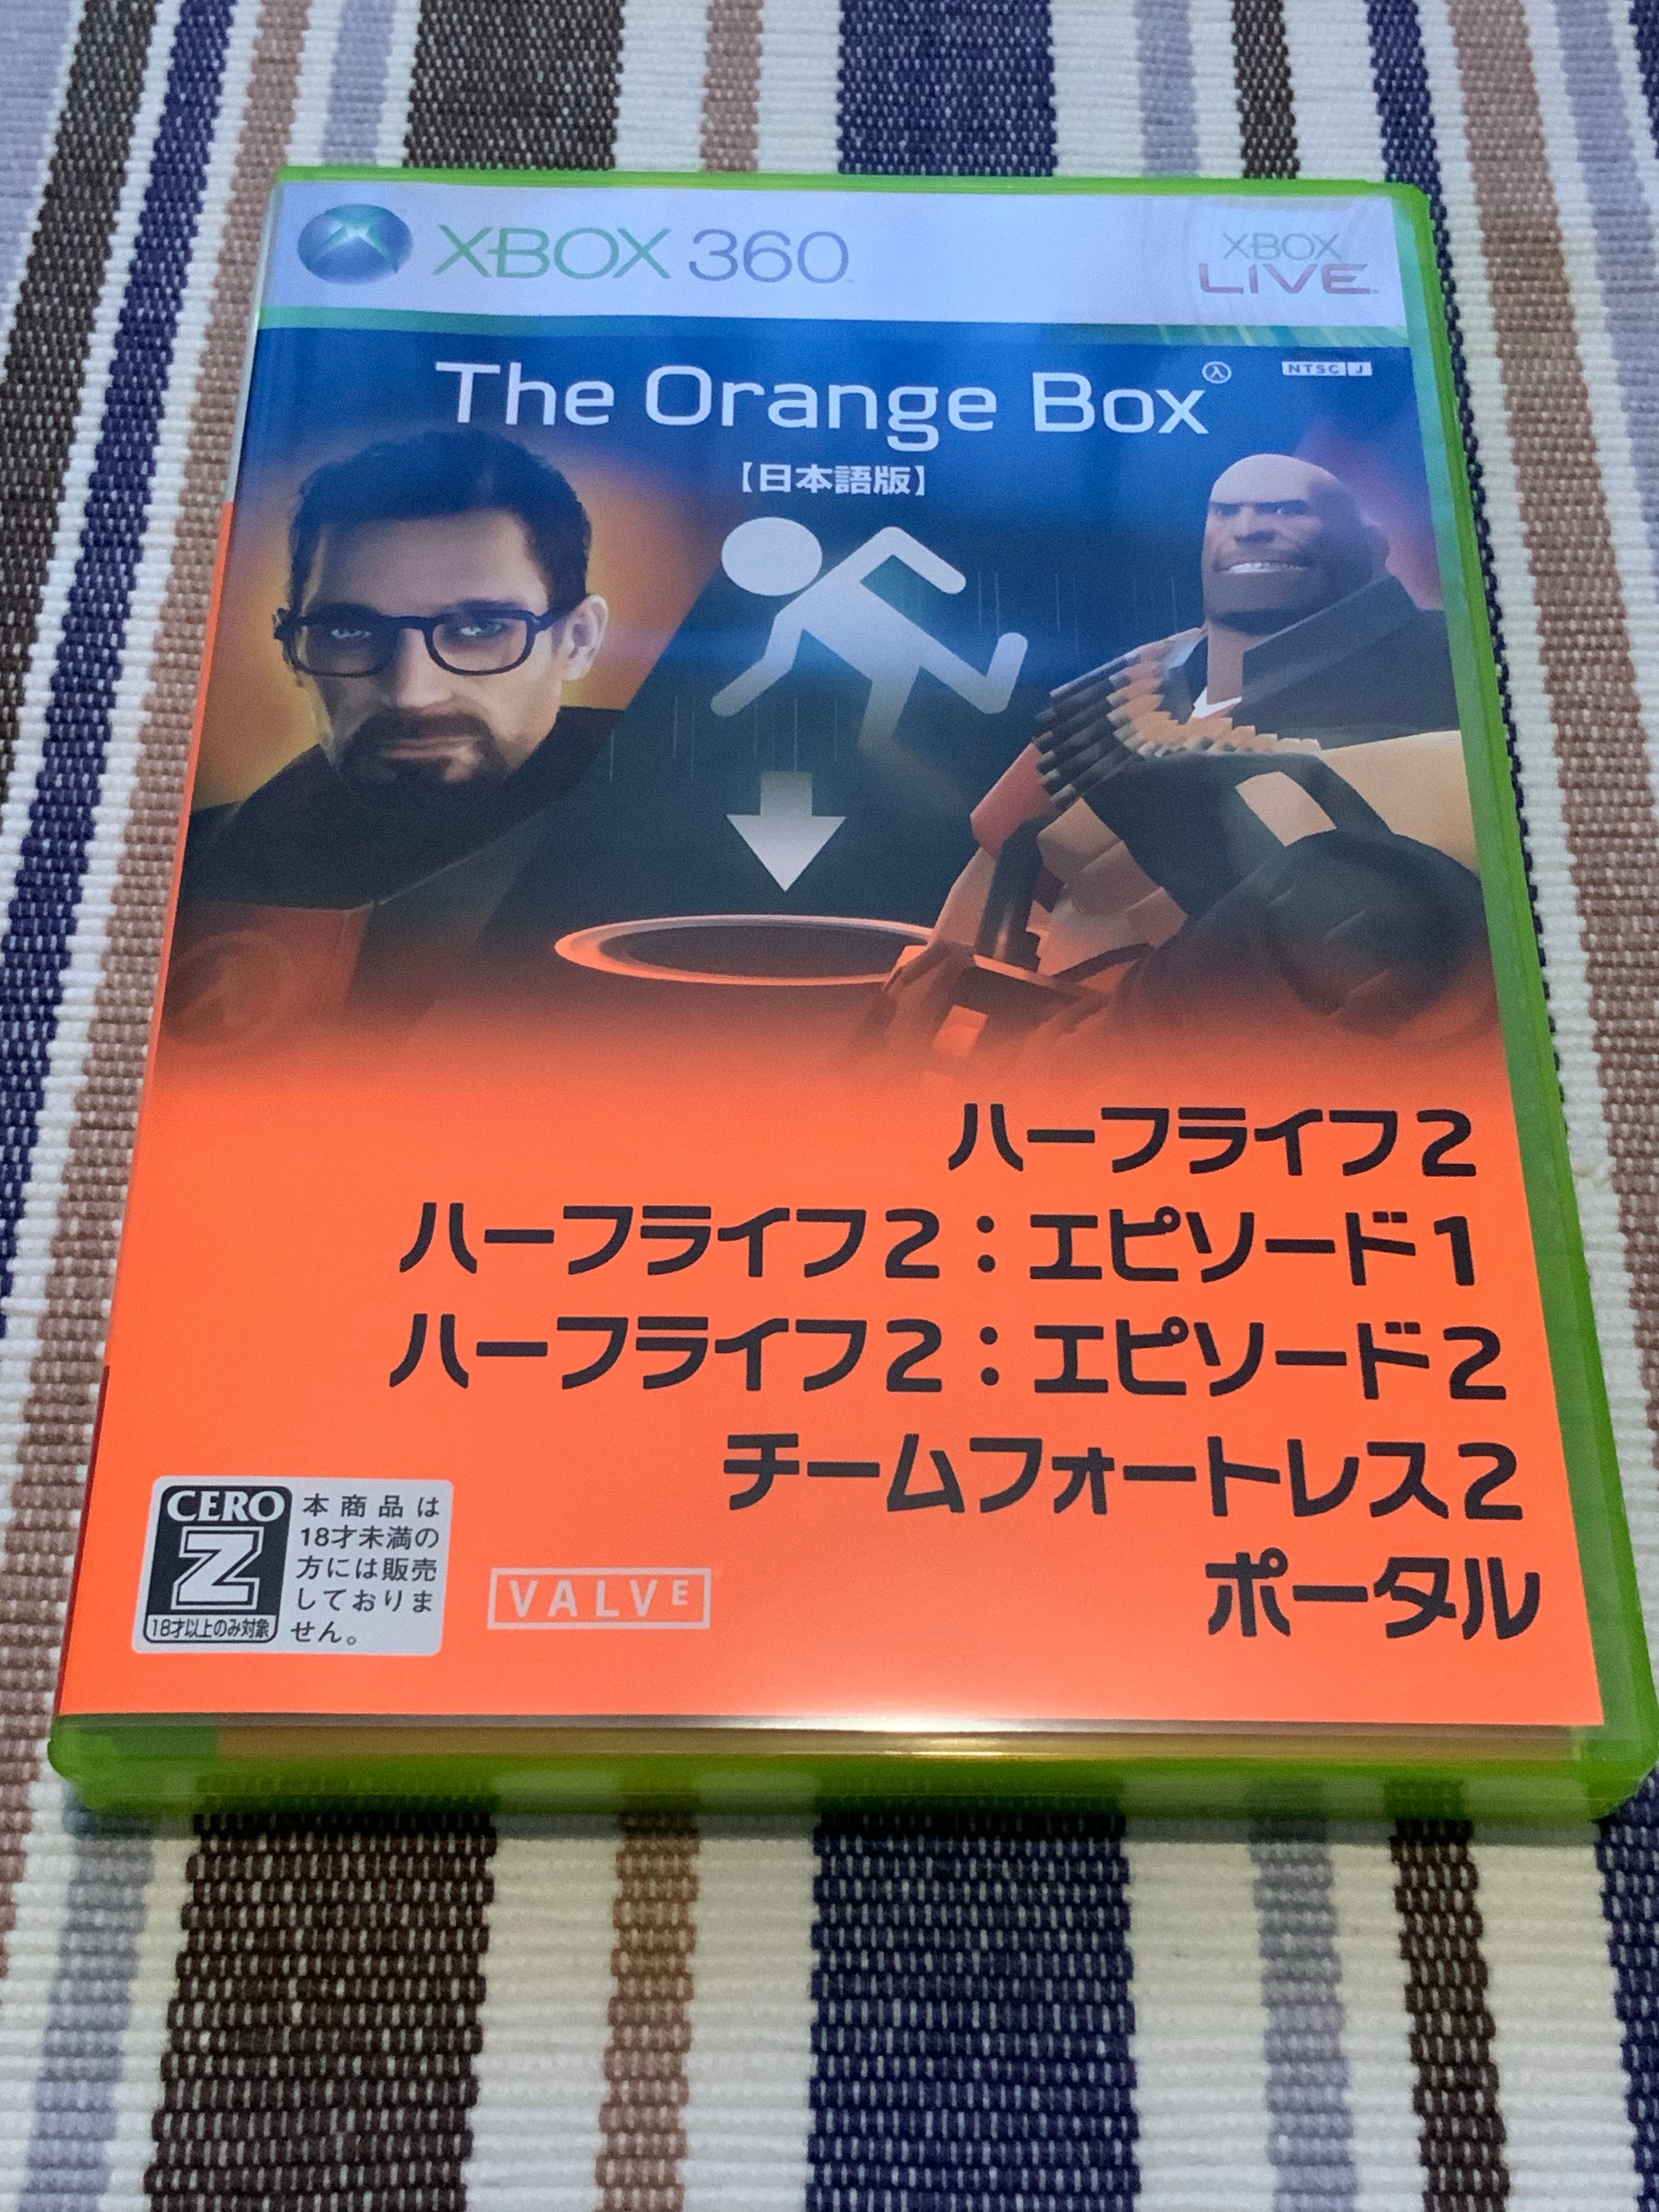 XBOX 360
XBOX
LIVE
The Orange Box
NTSC J
【日本語版】
ハーフライフ2
ハーフライフ2：エピソード1
ハーフライフ2：エピソード2
チームフォートレス2
ポータル
CERO
Z
18才以上のみ対象
本商品は
18才未満の
方には販売
しておりま
せん。
VALVE